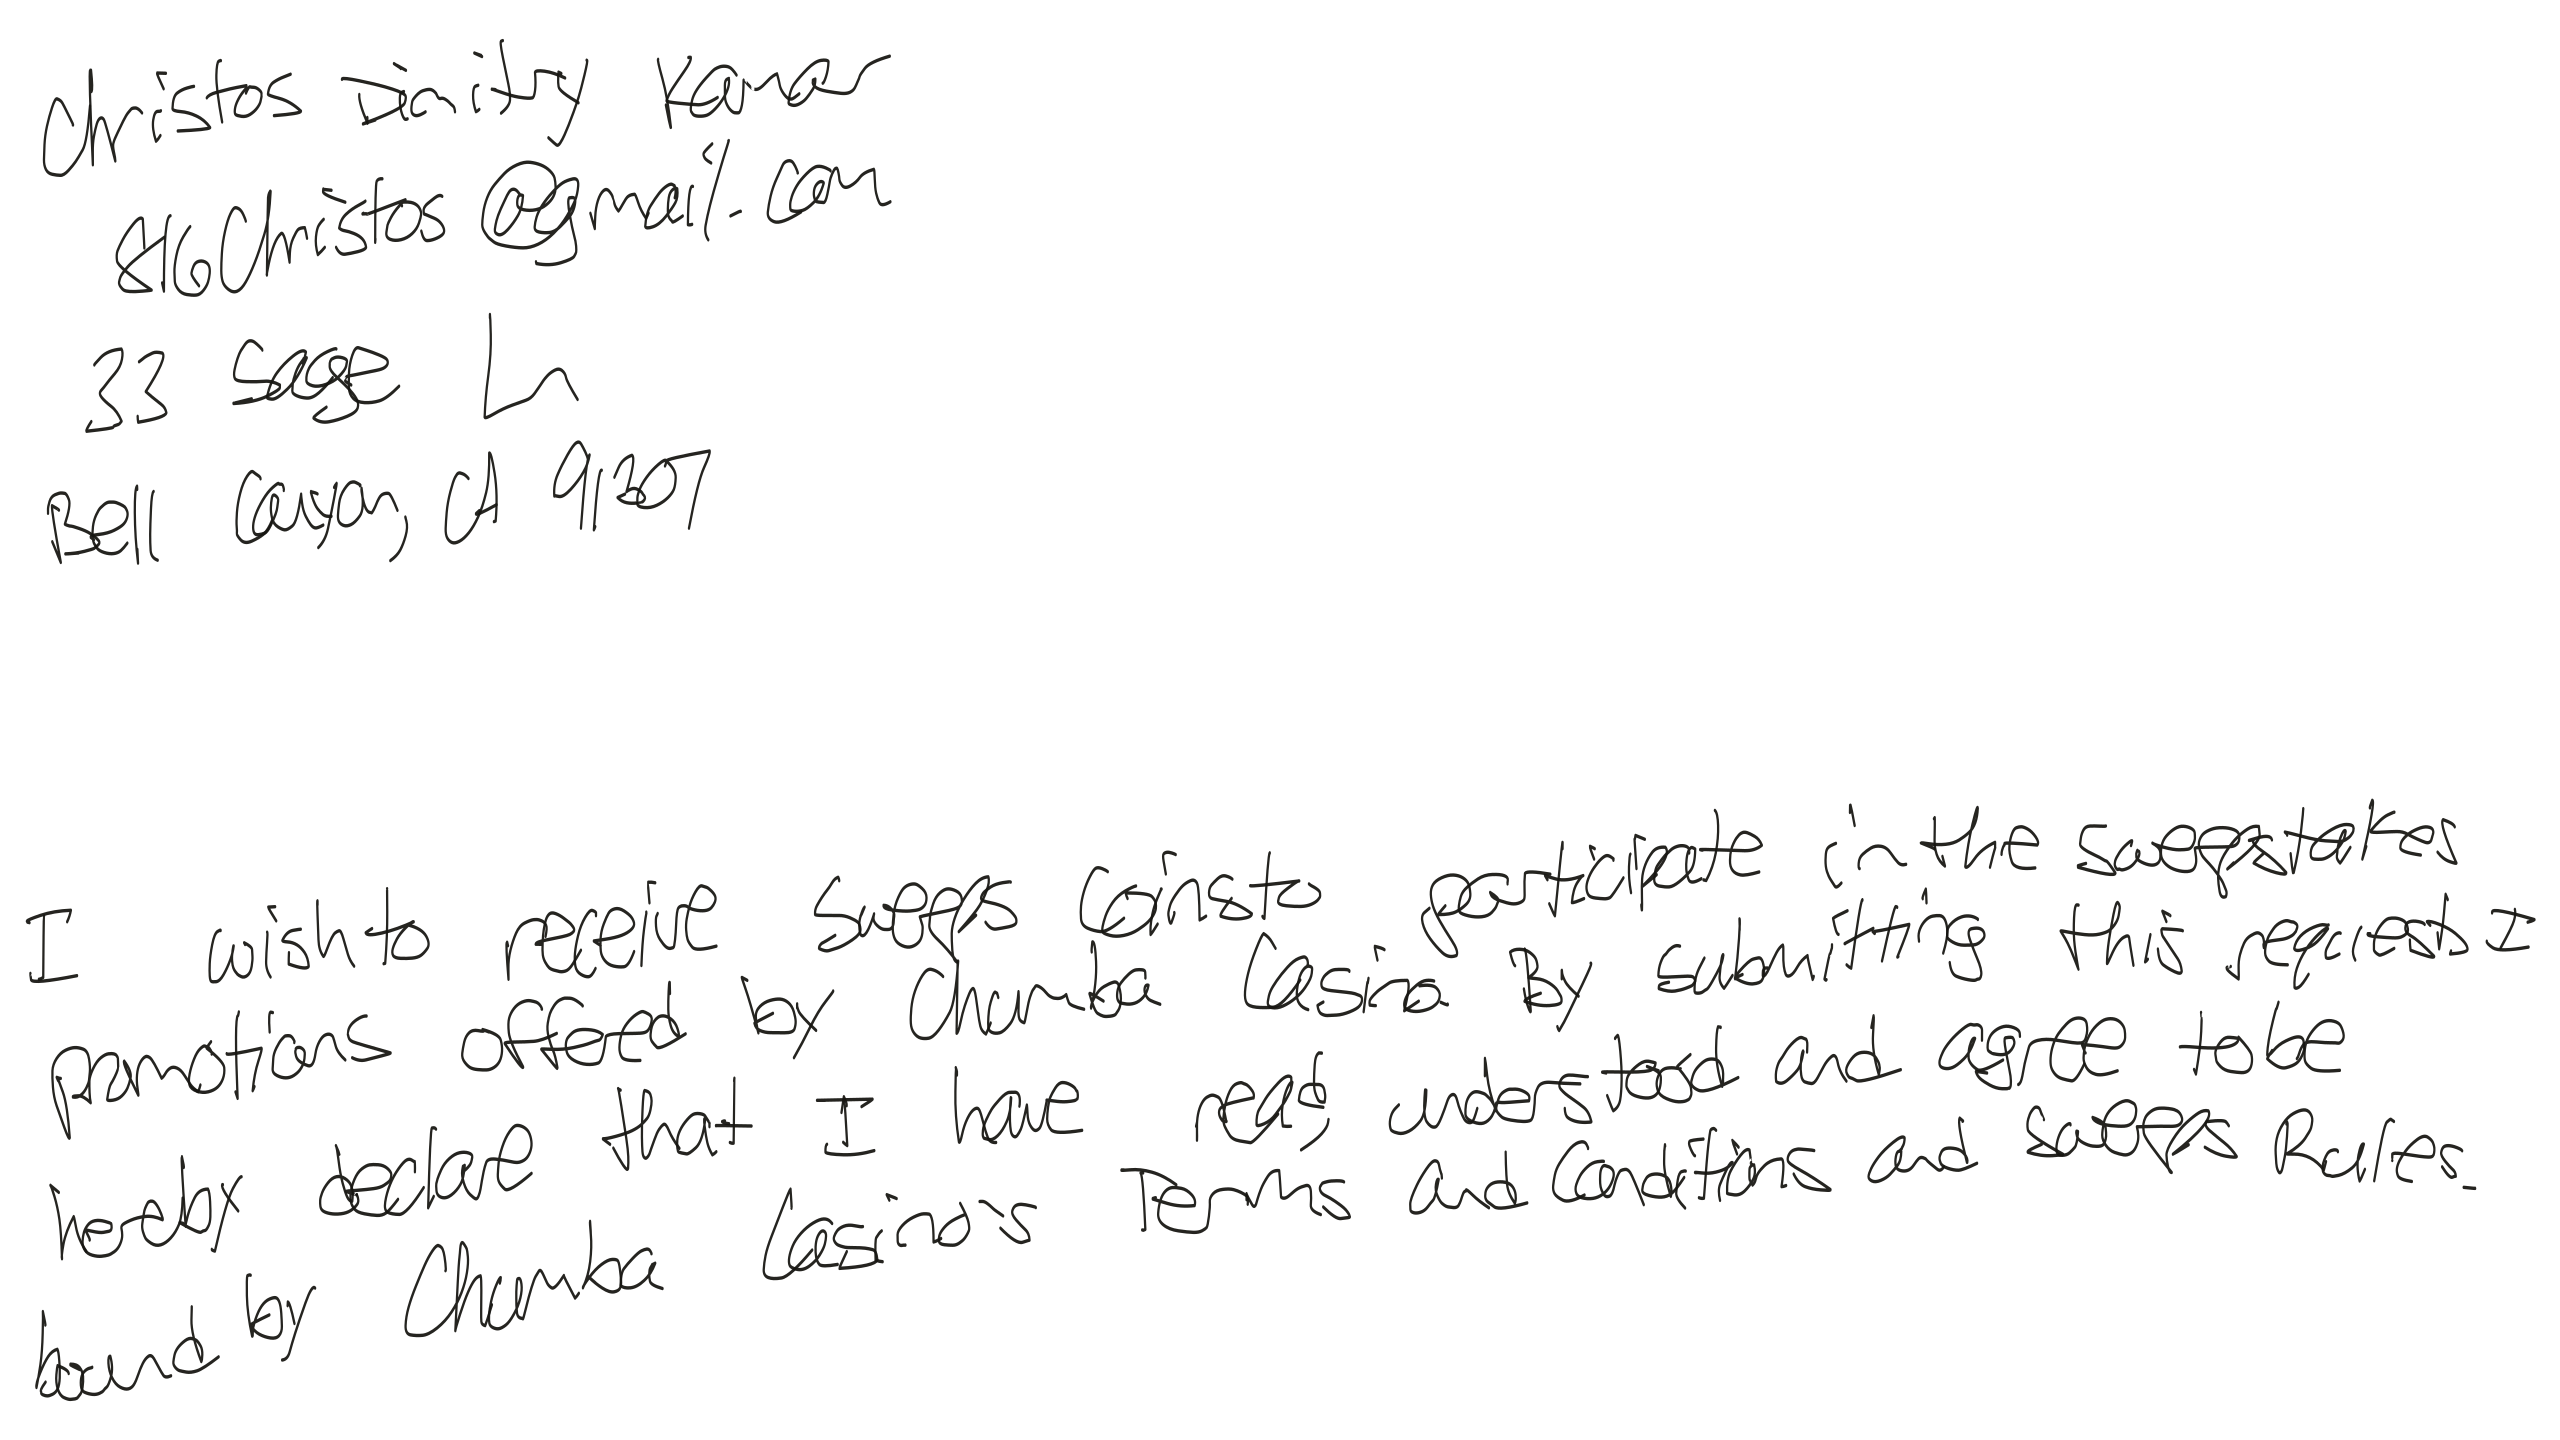 Christos Dimitry Kamar
816Christos@gmail.com
33 Sage Ln
Bell Canyon, CA 91307
I wish to receive sweeps Coins to participate in the sweepstakes
promotions offered by Chumba Casino By submitting this request, I
hereby declare that I have read, understood and agree to be
bound by Chumba Casino's Terms and Conditions and sweeps Rules.